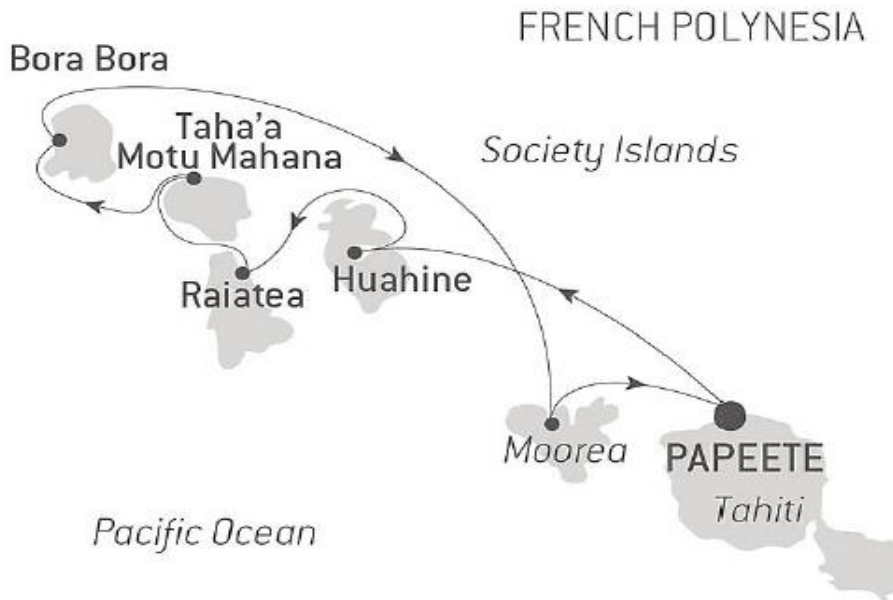 FRENCH POLYNESIA
Bora Bora
Taha'a
Motu Mahana
Society Islands
Huahine
Raiatea
Moorea
PAPEETE
Tahiti
Pacific Ocean